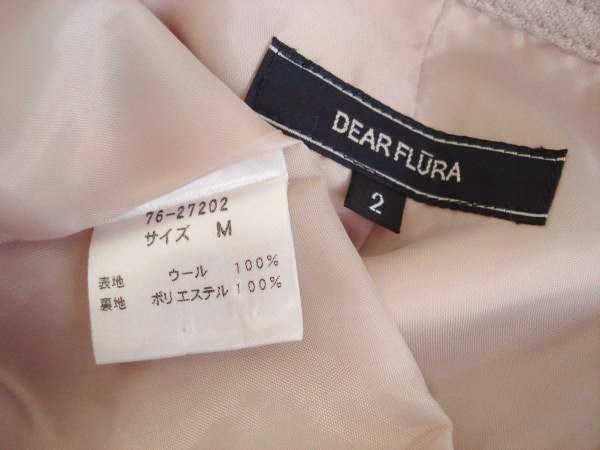 DEAR FLŪRA
2
76-27202
サイズ M
表地 ウール 100%
裏地 ポリエステル 100%